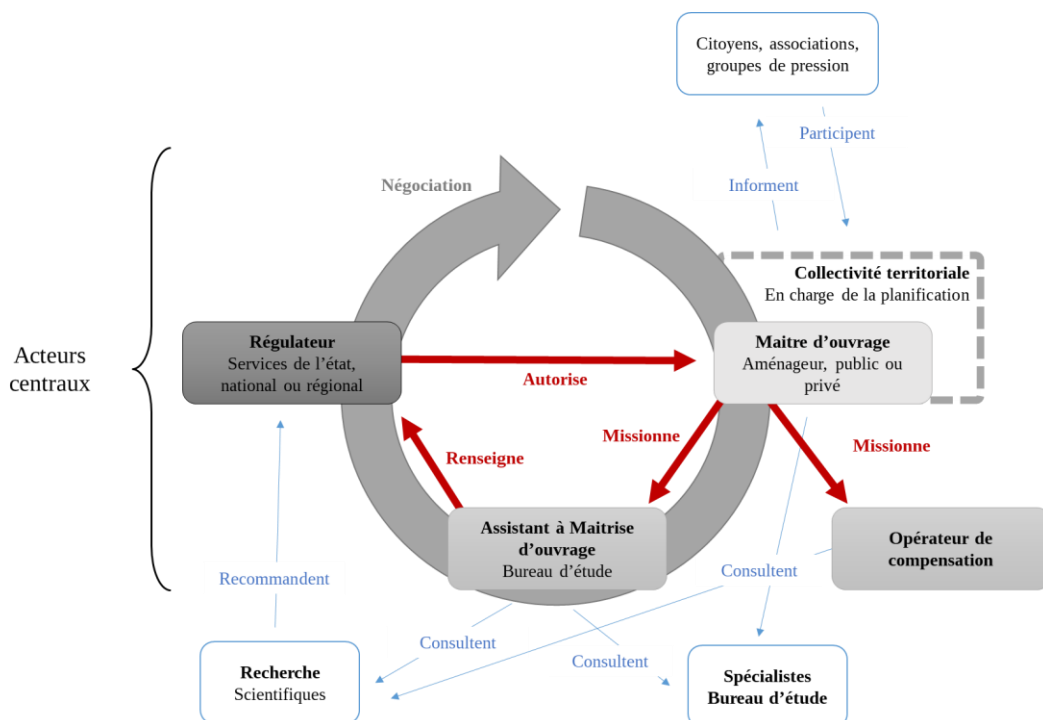 Citoyens, associations,
groupes de pression
Participent
Négociation
Informent
Collectivité territoriale
En charge de la planification
Acteurs
centraux
Régulateur
Services de l’état,
national ou régional
Autorise
Maitre d’ouvrage
Aménageur, public ou
privé
Missionne
Missionne
Renseigne
Assistant à Maitrise
d’ouvrage
Bureau d’étude
Opérateur de
compensation
Recommandent
Consultent
Consultent
Consultent
Recherche
Scientifiques
Spécialistes
Bureau d’étude